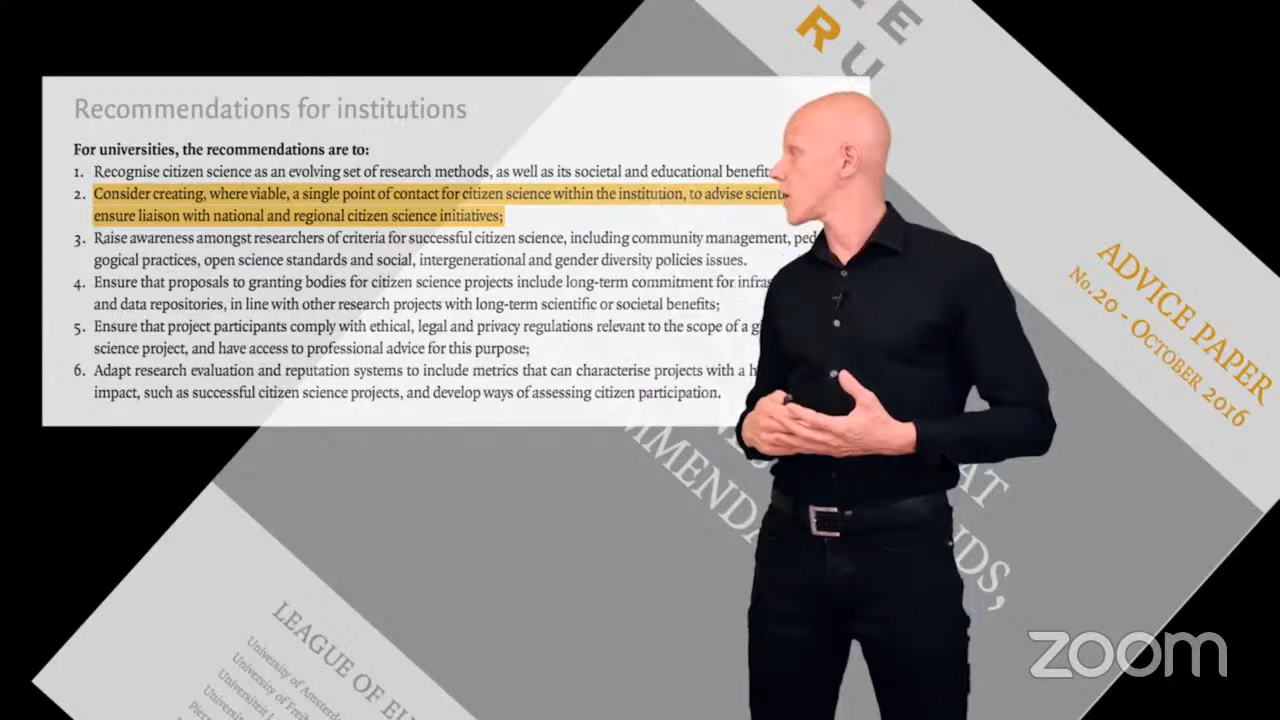 Recommendations for institutions
For universities, the recommendations are to:
1. Recognise citizen science as an evolving set of research methods, as well as its societal and educational
2. Consider creating, where viable, a single point of contact for citizen science within the institution, to advise
ensure liaison with national and regional citizen science initiatives;
3. Raise awareness amongst researchers of criteria for successful citizen science, including community management,
gogical practices, open science standards and social, intergenerational and gender diversity policies issues.
4. Ensure that proposals to granting bodies for citizen science projects include long-term commitment for
and data repositories, in line with other research projects with long-term scientific or societal benefits;
5. Ensure that project participants comply with ethical, legal and privacy regulations relevant to the scope of a
science project, and have access to professional advice for this purpose;
6. Adapt research evaluation and reputation systems to include metrics that can characterise projects with a
impact, such as successful citizen science projects, and develop ways of assessing citizen participation.
E
R U
ADVICE PAPER
No.20 - OCTOBER 2016
LEAGUE OF
University of
University of
Universiteit
zoom